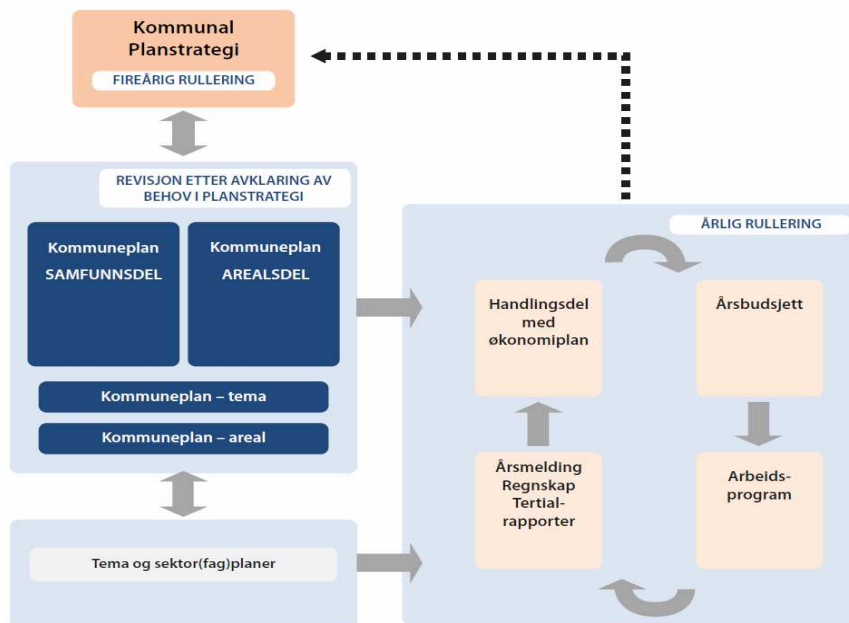 Kommunal
Planstrategi
FIREÅRIG RULLERING
REVISJON ETTER AVKLARING AV
BEHOV I PLANSTRATEGI
Kommuneplan
SAMFUNNSDEL
Kommuneplan
AREALSDEL
Kommuneplan – tema
Kommuneplan – areal
Tema og sektor(fag)planer
ÅRLIG RULLERING
Handlingsdel
med
økonomiplan
Årsbudsjett
Årsmelding
Regnskap
Tertial-
rapporter
Arbeids-
program